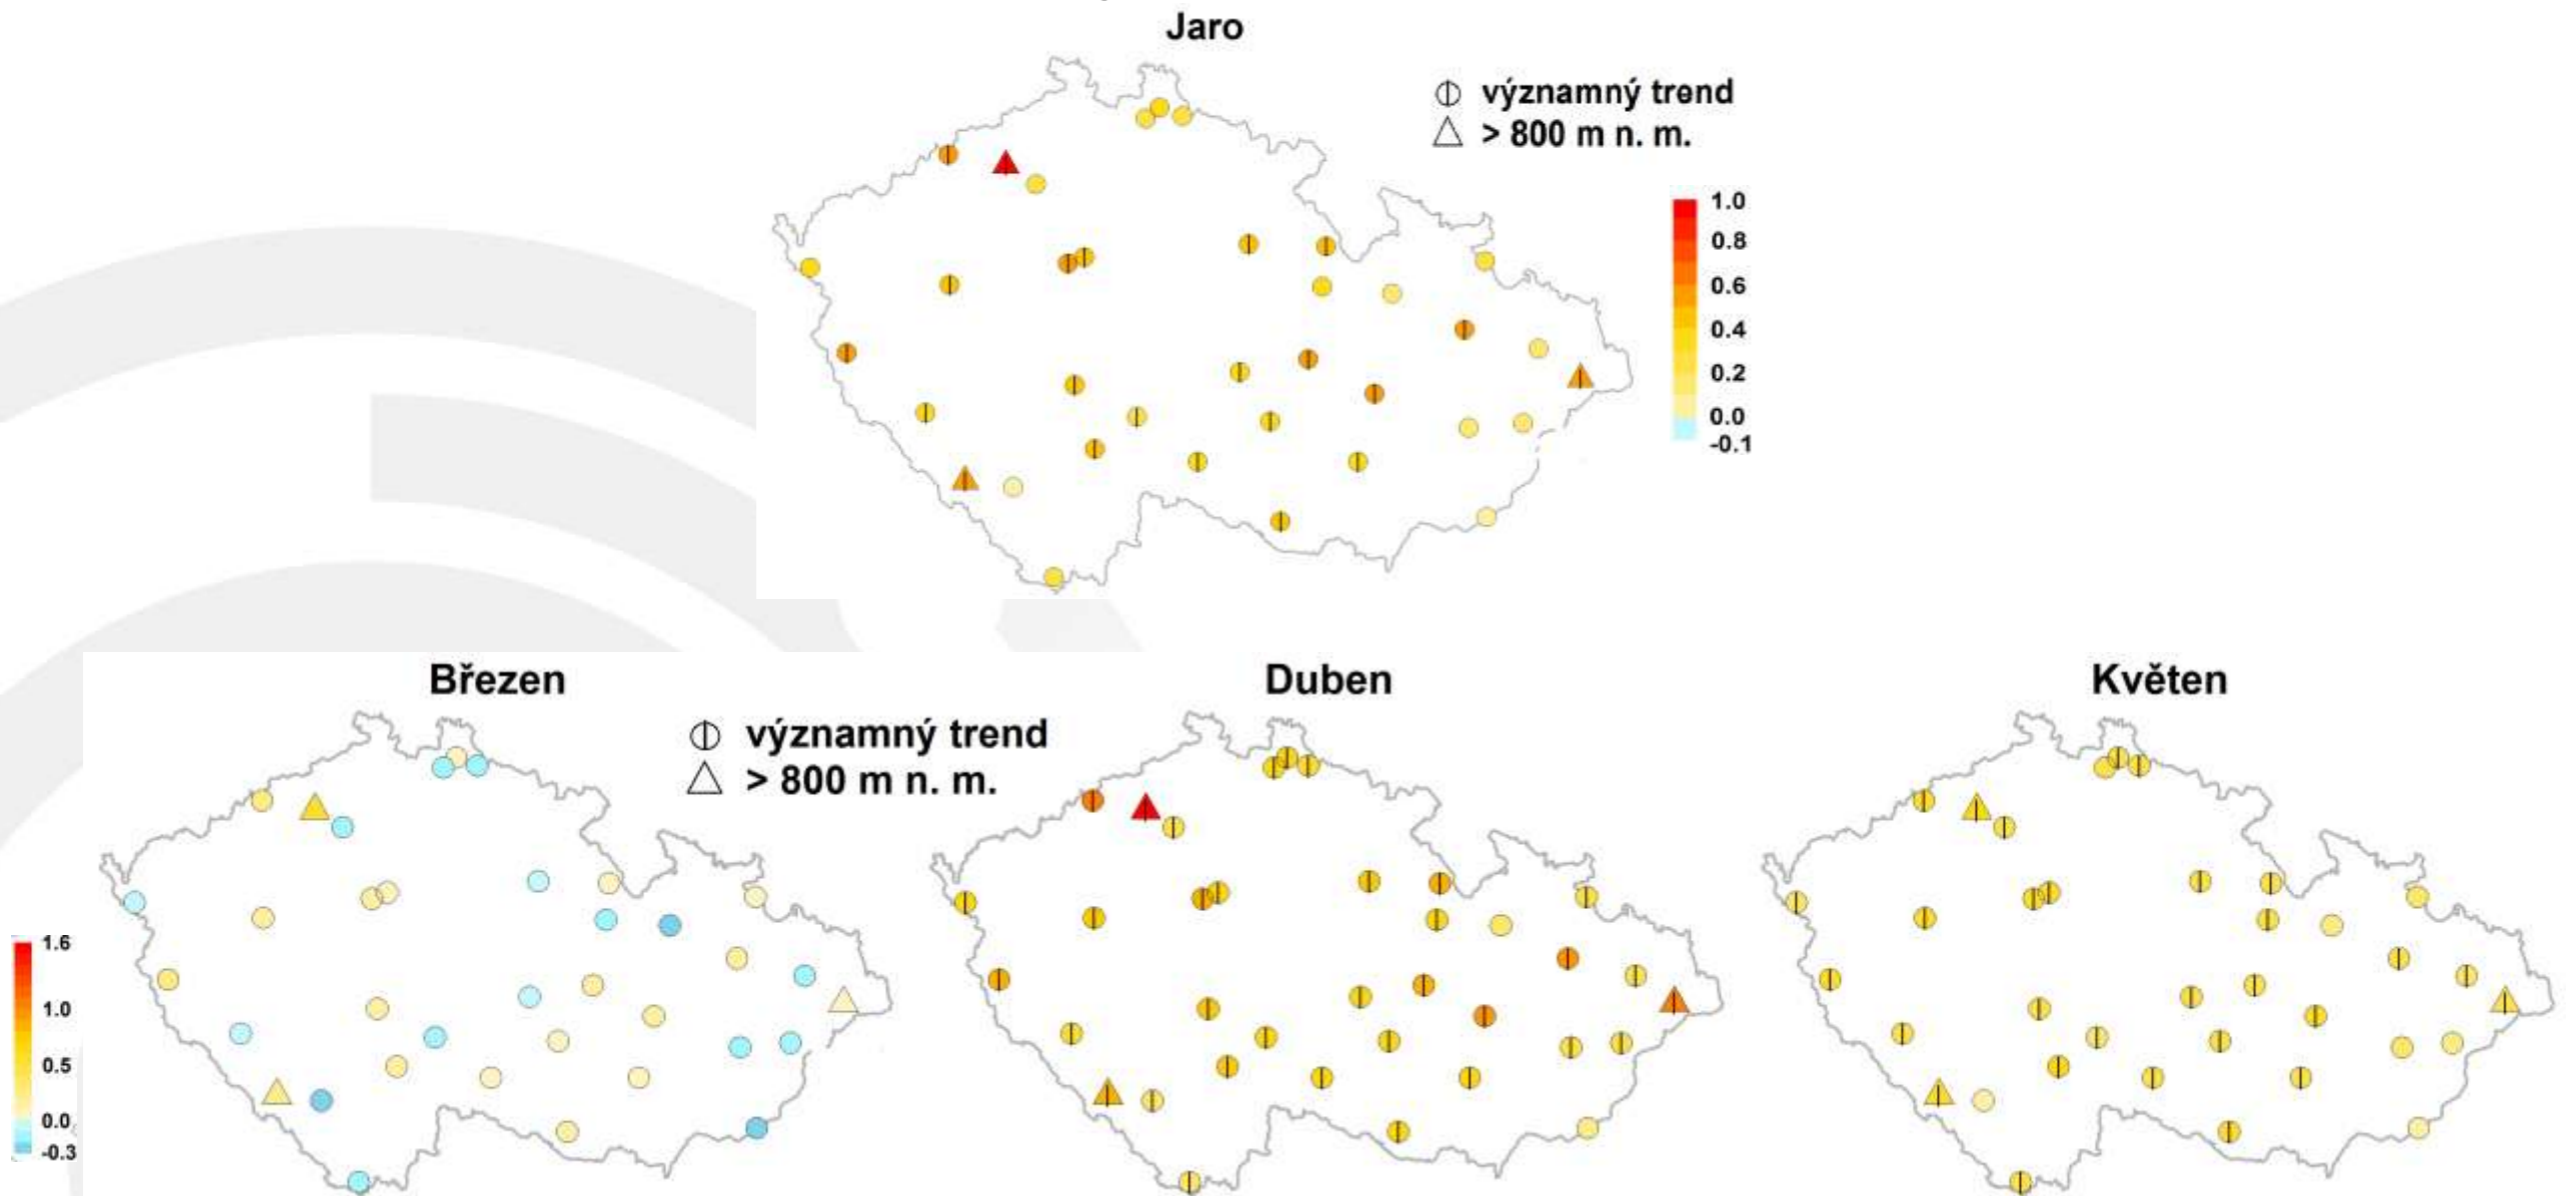 Jaro
významný trend
> 800 m n. m.
1.0
0.8
0.6
0.4
0.2
0.0
-0.1
Březen
Duben
Květen
významný trend
> 800 m n. m.
1.6
1.0
0.5
0.0
-0.3